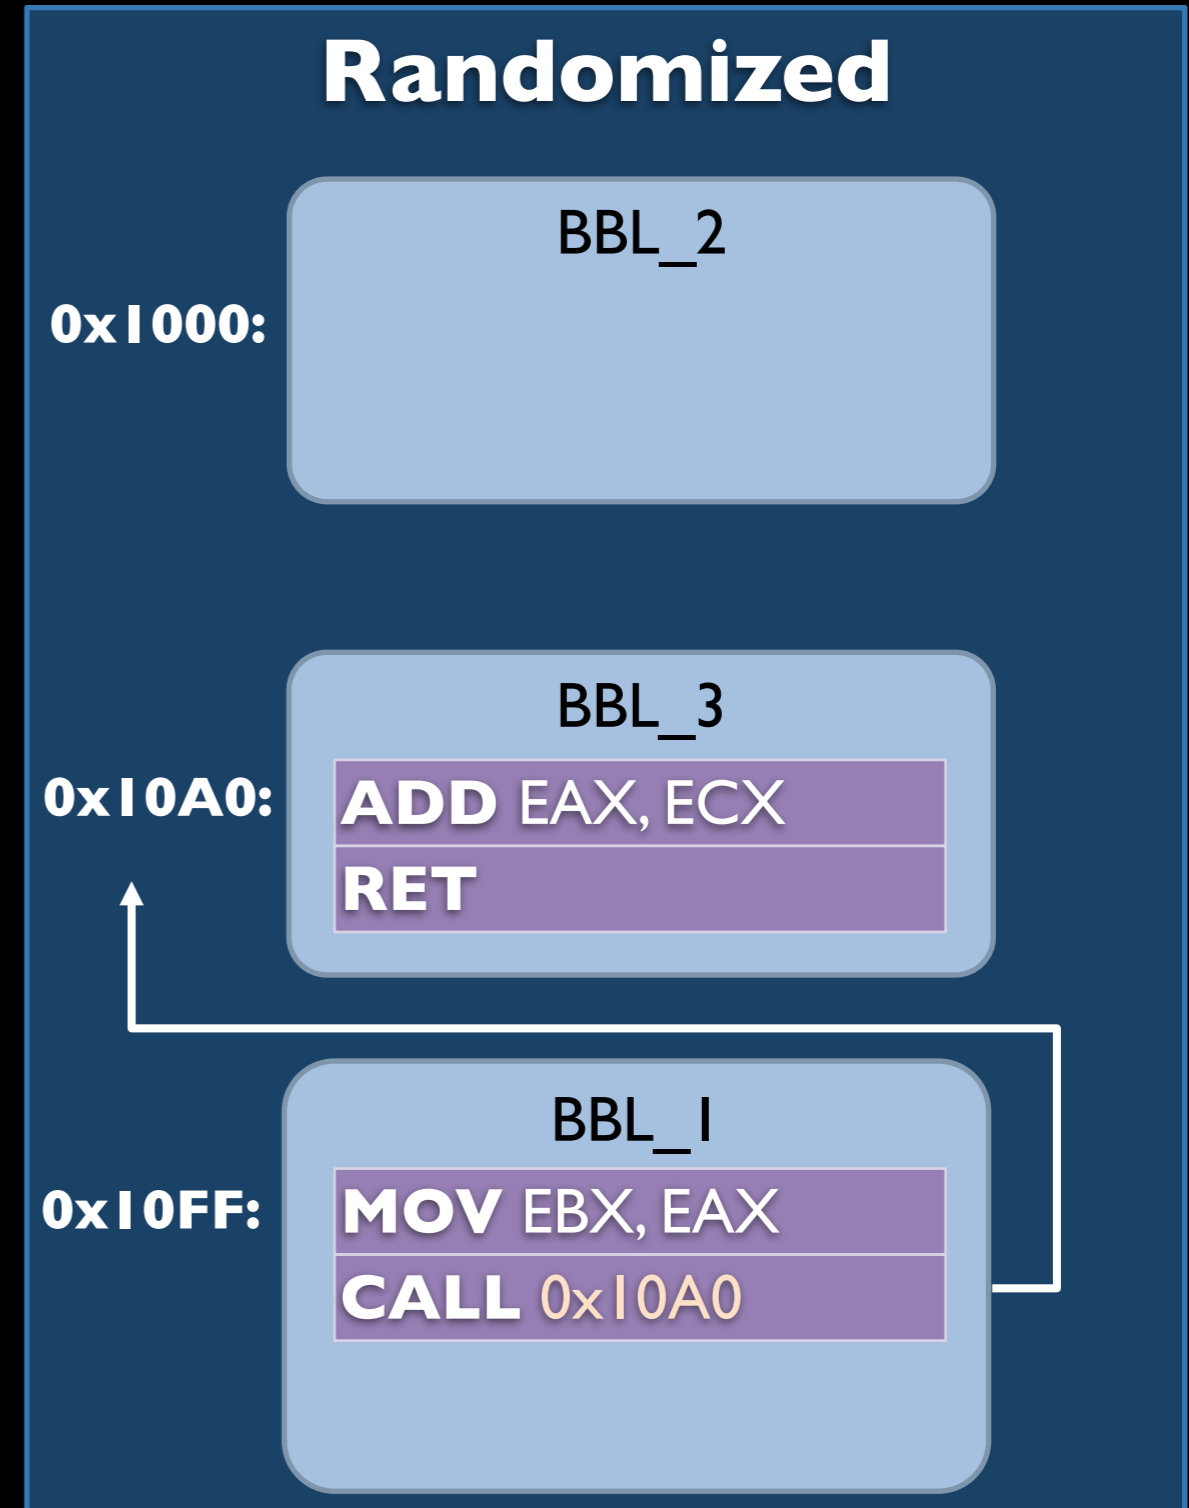 Randomized
BBL_2
0x1000:
BBL_3
0x10A0:
ADD EAX, ECX
RET
BBL_1
0x10FF:
MOV EBX, EAX
CALL 0x10A0